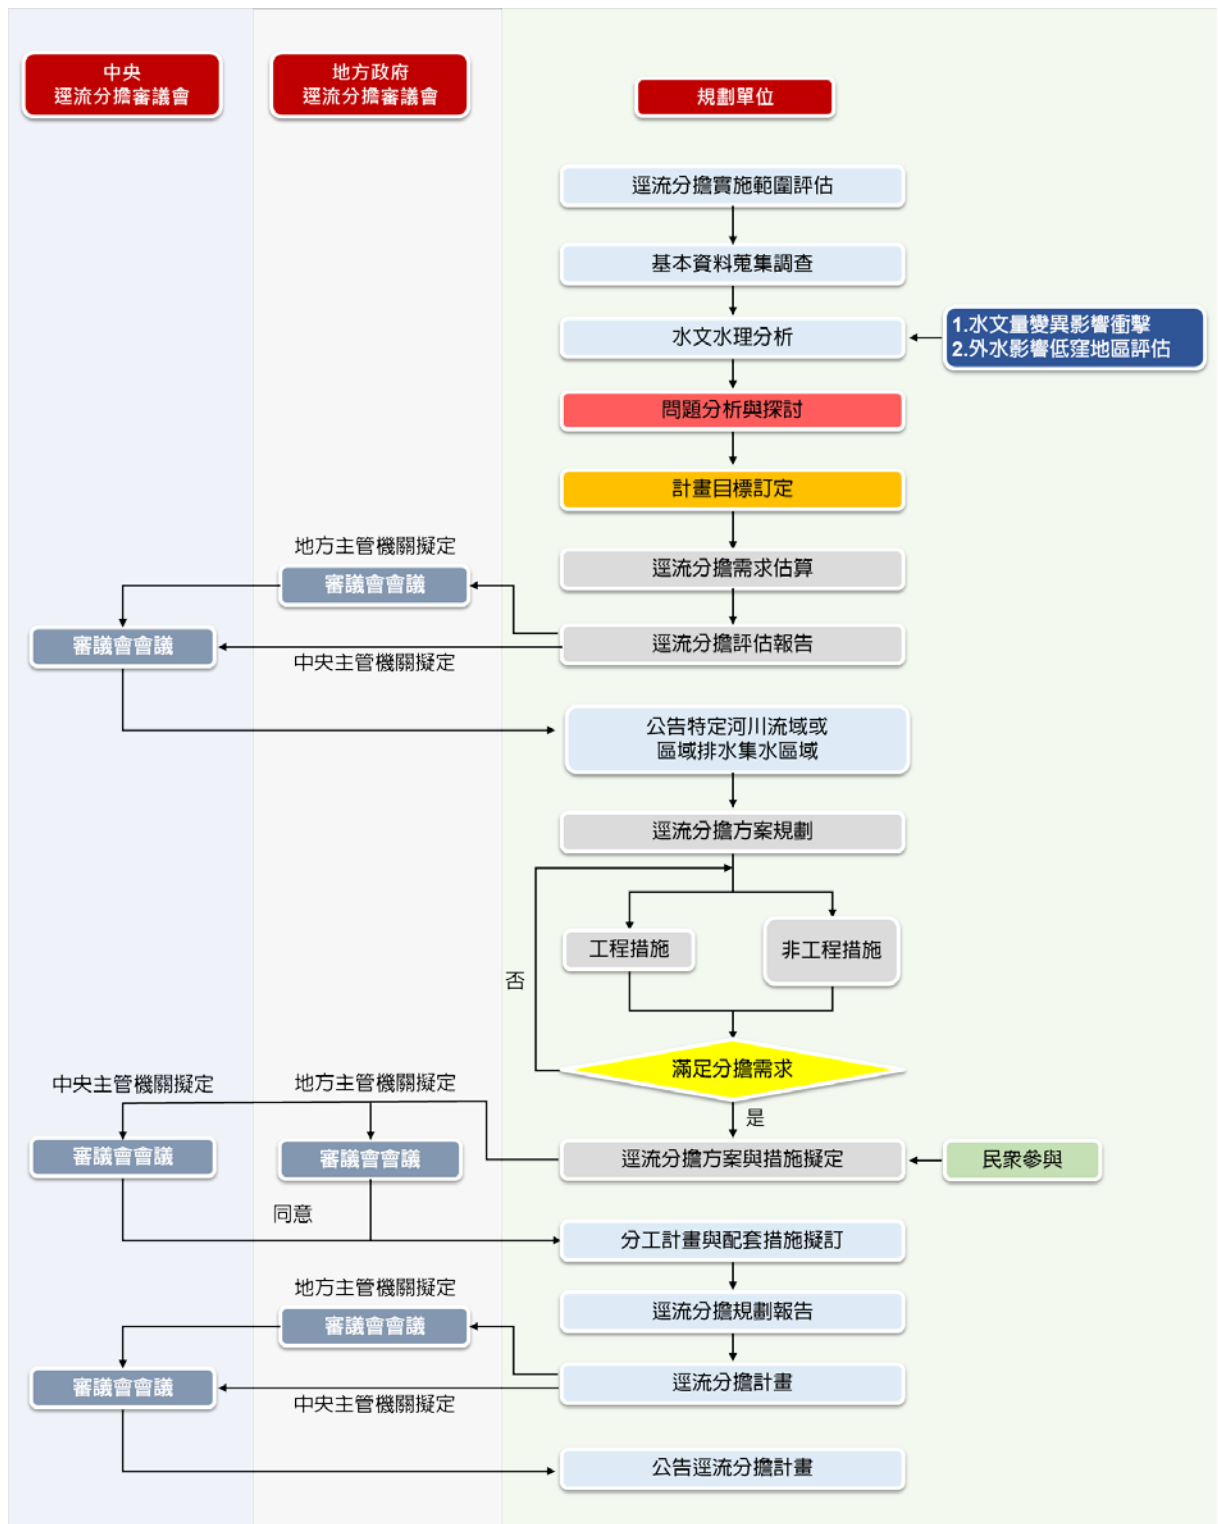 中央
逕流分擔審議會
地方政府
逕流分擔審議會
規劃單位
逕流分擔實施範圍評估
基本資料蒐集調查
水文水理分析
1.水文量變異影響衝擊
2.外水影響低窪地區評估
問題分析與探討
計畫目標訂定
逕流分擔需求估算
地方主管機關擬定
審議會會議
逕流分擔評估報告
審議會會議
中央主管機關擬定
公告特定河川流域或
區域排水集水區域
逕流分擔方案規劃
工程措施
非工程措施
否
滿足分擔需求
是
中央主管機關擬定
地方主管機關擬定
審議會會議
審議會會議
逕流分擔方案與措施擬定
民眾參與
同意
分工計畫與配套措施擬訂
地方主管機關擬定
審議會會議
逕流分擔規劃報告
審議會會議
逕流分擔計畫
中央主管機關擬定
公告逕流分擔計畫